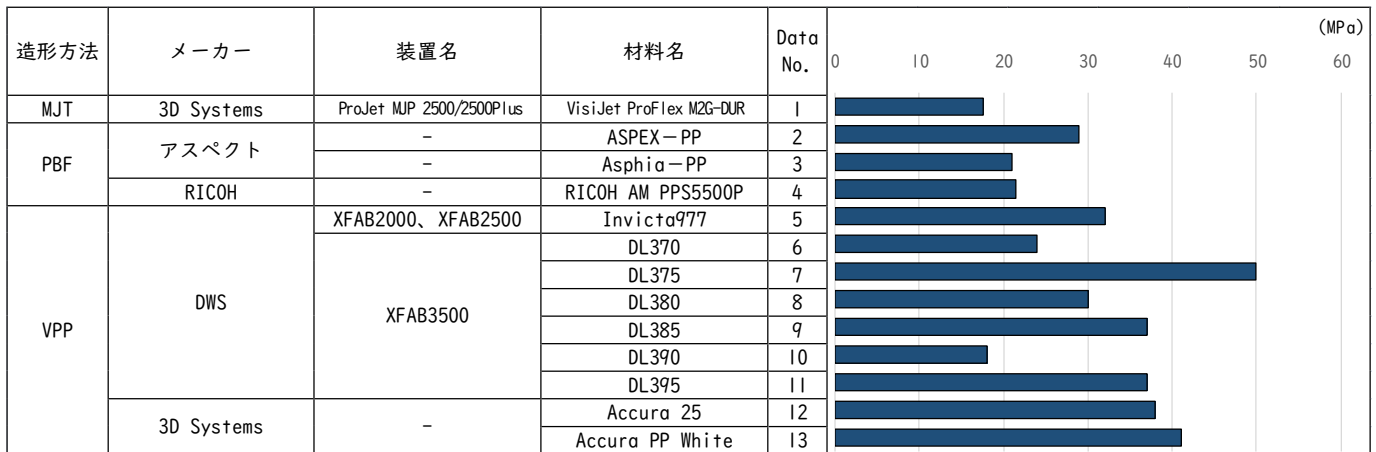 造形方法 メーカー 装置名 材料名 Data No. (MPa)
0 10 20 30 40 50 60
MJT 3D Systems ProJet MJP 2500/2500Plus VisiJet ProFlex M2G-DUR 1
PBF アスペクト － ASPEX－PP 2
－ Asphia－PP 3
RICOH － RICOH AM PPS5500P 4
VPP DWS XFAB2000、XFAB2500 Invicta977 5
XFAB3500 DL370 6
DL375 7
DL380 8
DL385 9
DL390 10
DL395 11
3D Systems － Accura 25 12
Accura PP White 13